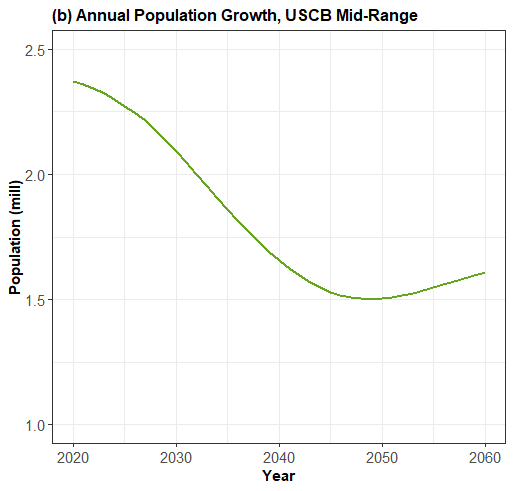 (b) Annual Population Growth, USCB Mid-Range
Population (mill)
2.5
2.0
1.5
1.0
2020 2030 2040 2050 2060
Year